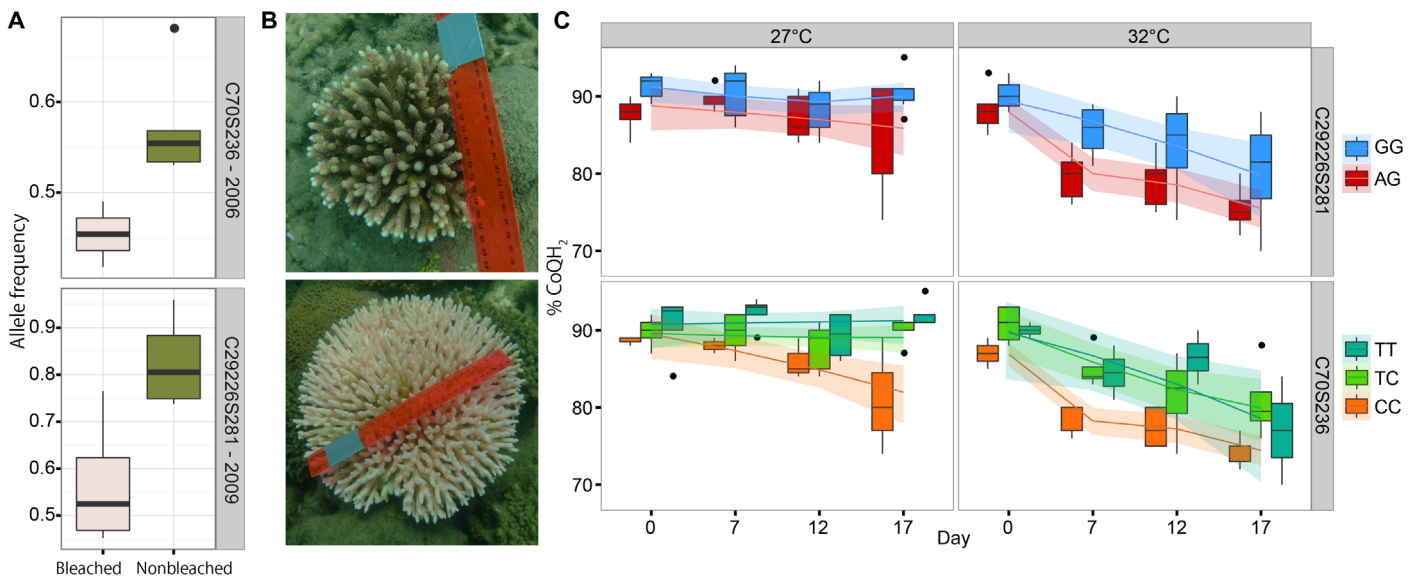 A
B
C
Allele frequency
0.6
0.5
C70S236 - 2006
0.9
0.8
0.7
0.6
0.5
C29226S281 - 2009
Bleached
Nonbleached
% CoQH2
27°C
32°C
90
80
70
C29226S281
GG
AG
90
80
70
C70S236
TT
TC
CC
0
7
12
17
0
7
12
17
Day